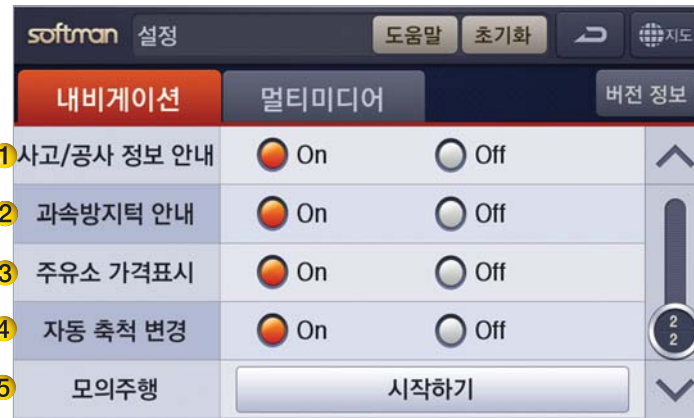 softman 설정 도움말 초기화 지도
내비게이션 멀티미디어 버전 정보
1 사고/공사 정보 안내 On Off
2 과속방지턱 안내 On Off
3 주유소 가격표시 On Off
4 자동 축척 변경 On Off
2
2
5 모의주행 시작하기